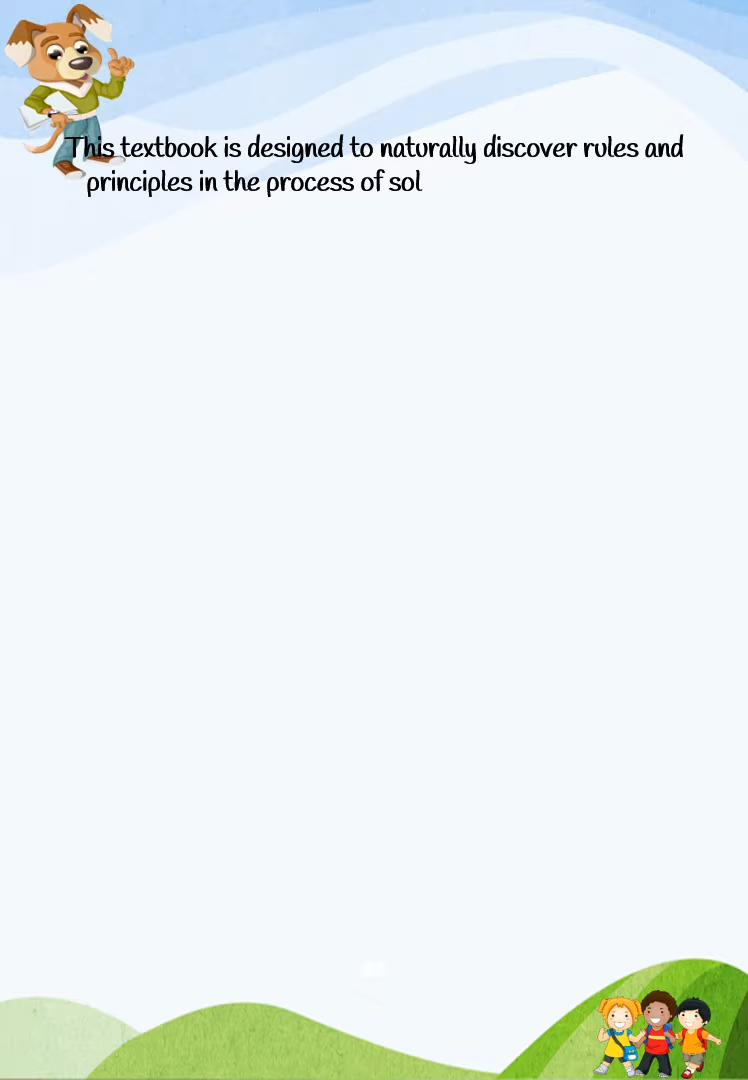 This textbook is designed to naturally discover rules and
principles in the process of sol